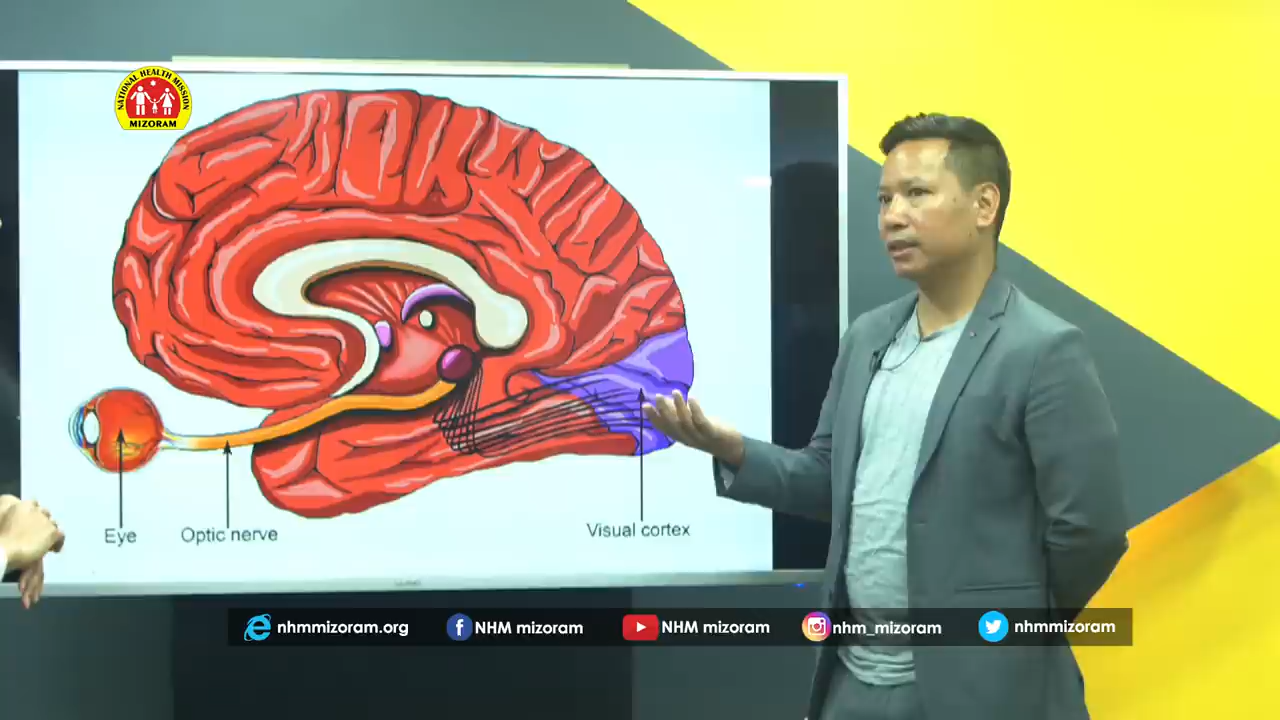 NATIONAL HEALTH MISSION
MIZORAM
Eye
Optic nerve
Visual cortex
nhmmizoram.org
NHM mizoram
NHM mizoram
nhm_mizoram
nhmmizoram